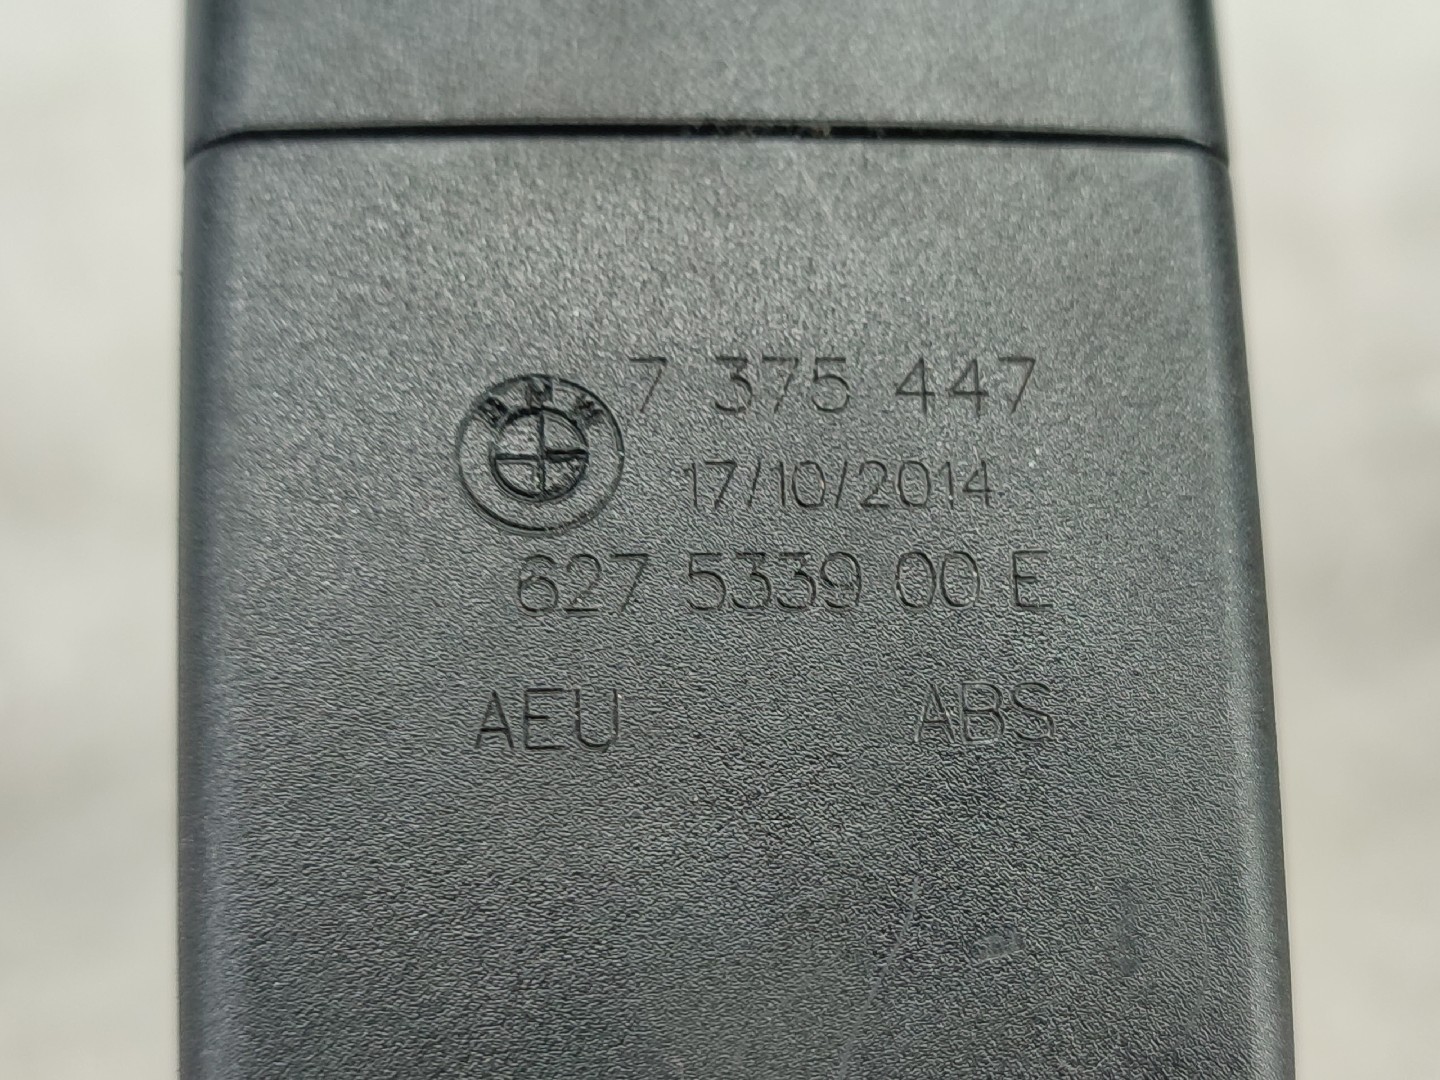 BMW
7 375 447
17/10/2014
627 5339 00 E
AEU ABS